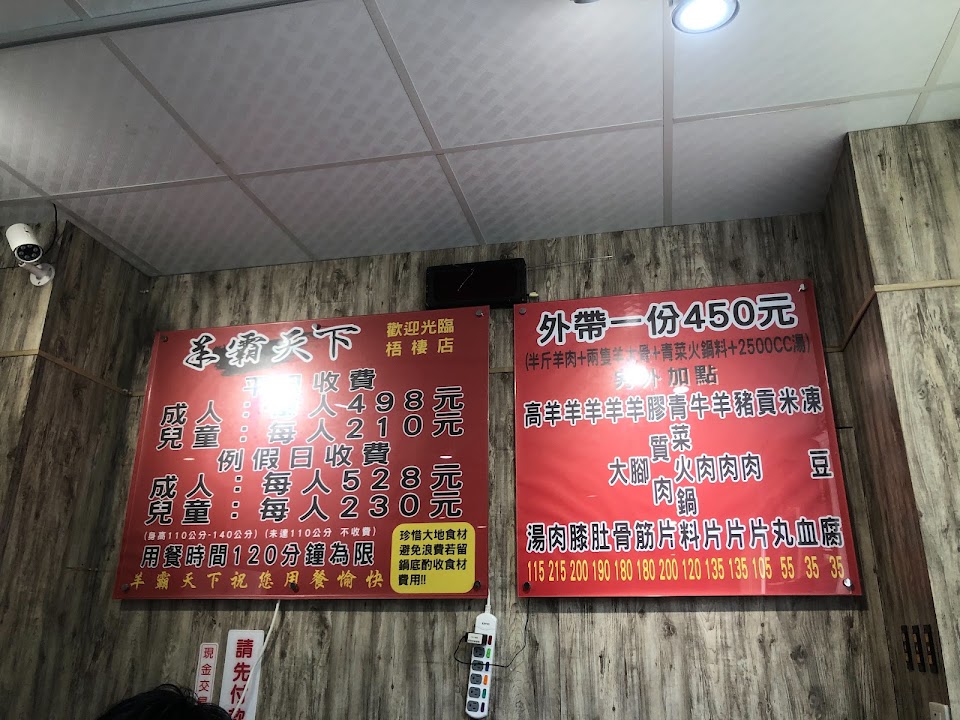 羊霸天下
歡迎光臨
梧棲店
平日收費
成人：每人498元
兒童：每人210元
例假日收費
成人：每人528元
兒童：每人230元
(身高110公分-140公分)(未達110公分 不收費)
用餐時間120分鐘為限
羊霸天下祝您用餐愉快
珍惜大地食材
避免浪費若留
鍋底酌收食材
費用!!
外帶一份450元
(半斤羊肉+兩隻羊大骨+青菜火鍋料+2500CC湯)
另外加點
高湯 115
羊肉 215
羊膝 200
羊肚 190
羊大骨 180
羊腳筋 180
膠質肉片 200
青菜火鍋料 120
牛肉片 135
羊肉片 135
豬肉片 105
貢丸 55
米血 35
凍豆腐 35
現金交
請先付